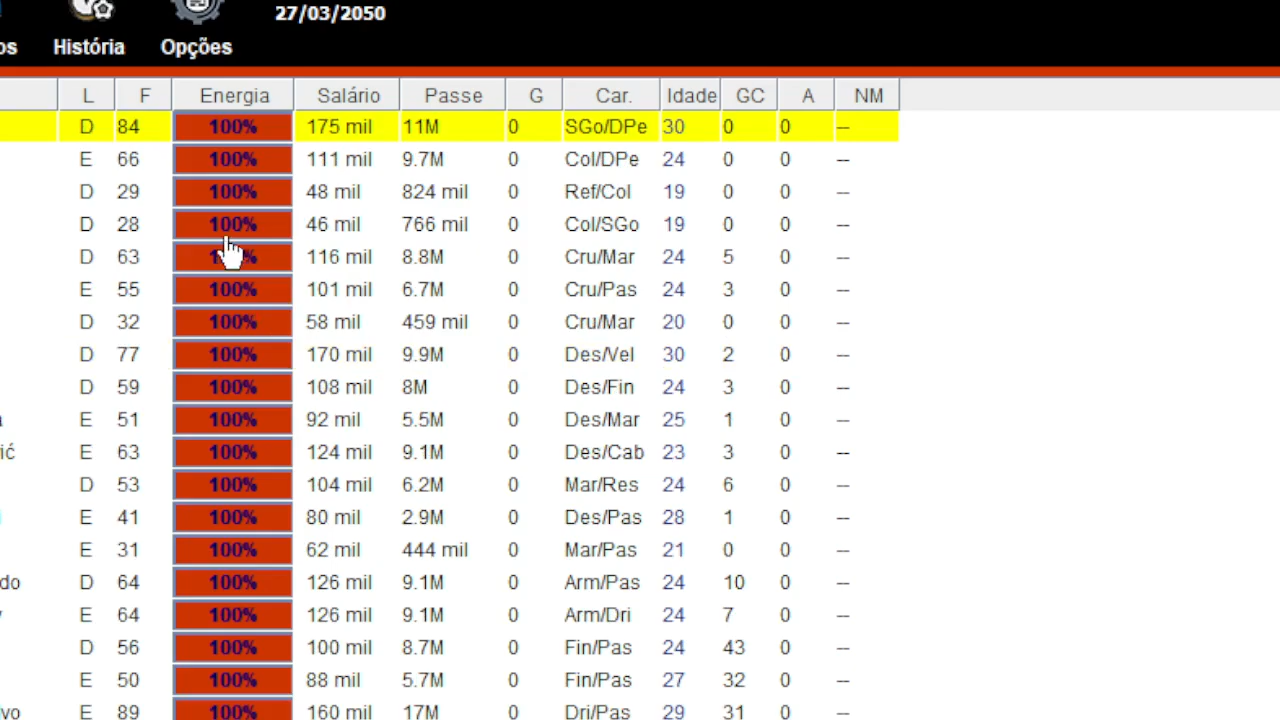 27/03/2050
os História Opções
L F Energia Salário Passe G Car. Idade GC A NM
D 84 100% 175 mil 11M 0 SGo/DPe 30 0 0 --
E 66 100% 111 mil 9.7M 0 Col/DPe 24 0 0 --
D 29 100% 48 mil 824 mil 0 Ref/Col 19 0 0 --
D 28 100% 46 mil 766 mil 0 Col/SGo 19 0 0 --
D 63 100% 116 mil 8.8M 0 Cru/Mar 24 5 0 --
E 55 100% 101 mil 6.7M 0 Cru/Pas 24 3 0 --
D 32 100% 58 mil 459 mil 0 Cru/Mar 20 0 0 --
D 77 100% 170 mil 9.9M 0 Des/Vel 30 2 0 --
D 59 100% 108 mil 8M 0 Des/Fin 24 3 0 --
E 51 100% 92 mil 5.5M 0 Des/Mar 25 1 0 --
ić E 63 100% 124 mil 9.1M 0 Des/Cab 23 3 0 --
D 53 100% 104 mil 6.2M 0 Mar/Res 24 6 0 --
E 41 100% 80 mil 2.9M 0 Des/Pas 28 1 0 --
E 31 100% 62 mil 444 mil 0 Mar/Pas 21 0 0 --
do D 64 100% 126 mil 9.1M 0 Arm/Pas 24 10 0 --
E 64 100% 126 mil 9.1M 0 Arm/Dri 24 7 0 --
D 56 100% 100 mil 8.7M 0 Fin/Pas 24 43 0 --
E 50 100% 88 mil 5.7M 0 Fin/Pas 27 32 0 --
vo E 89 100% 160 mil 17M 0 Dri/Pas 29 31 0 --